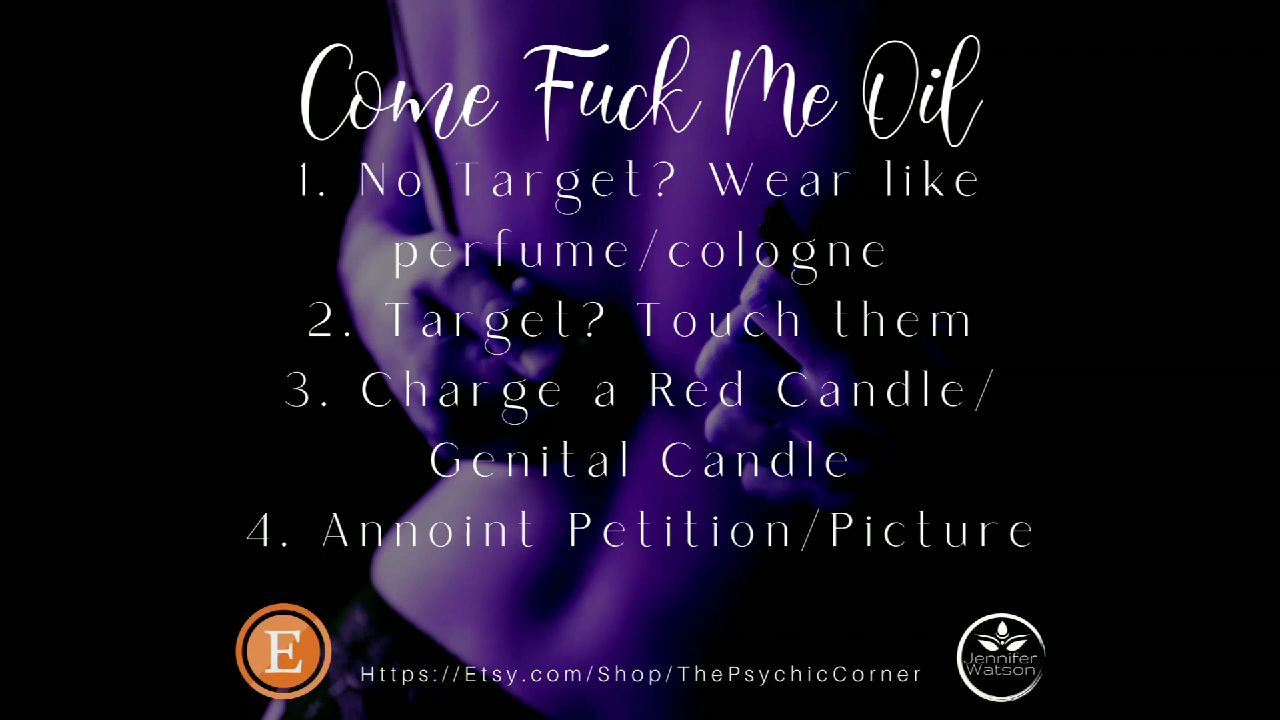 Come Fuck Me Oil
1. No Target? Wear like
perfume/cologne
2. Target? Touch them
3. Charge a Red Candle/
Genital Candle
4. Annoint Petition/Picture
E
Https://Etsy.com/Shop/ThePsychicCorner
Jennifer
Watson